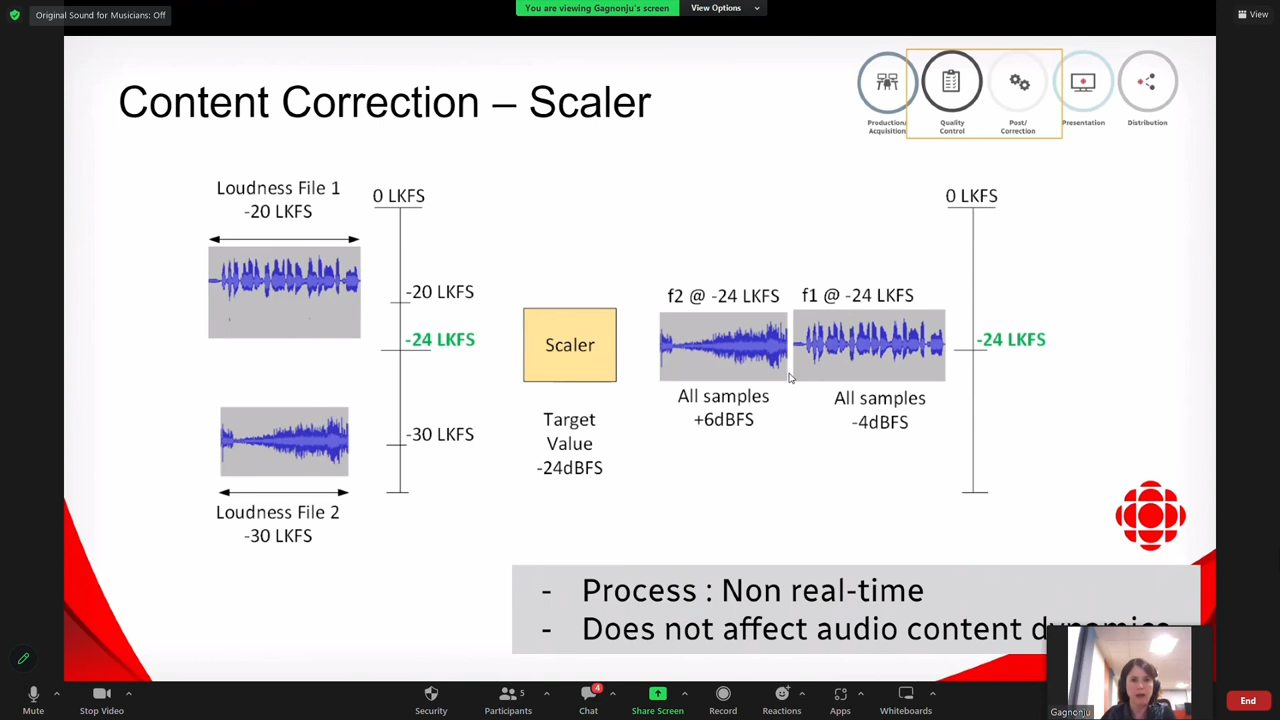 Original Sound for Musicians: Off
You are viewing Gagnonju's screen
View Options
View
Content Correction – Scaler
Production/
Acquisition
Quality
Control
Post/
Correction
Presentation
Distribution
Loudness File 1
-20 LKFS
0 LKFS
-20 LKFS
-24 LKFS
-30 LKFS
Loudness File 2
-30 LKFS
Scaler
Target
Value
-24dBFS
f2 @ -24 LKFS
All samples
+6dBFS
f1 @ -24 LKFS
All samples
-4dBFS
0 LKFS
-24 LKFS
- Process : Non real-time
- Does not affect audio content dynamics
Gagnonju
Mute
Stop Video
Security
5
Participants
4
Chat
Share Screen
Record
Reactions
Apps
Whiteboards
End